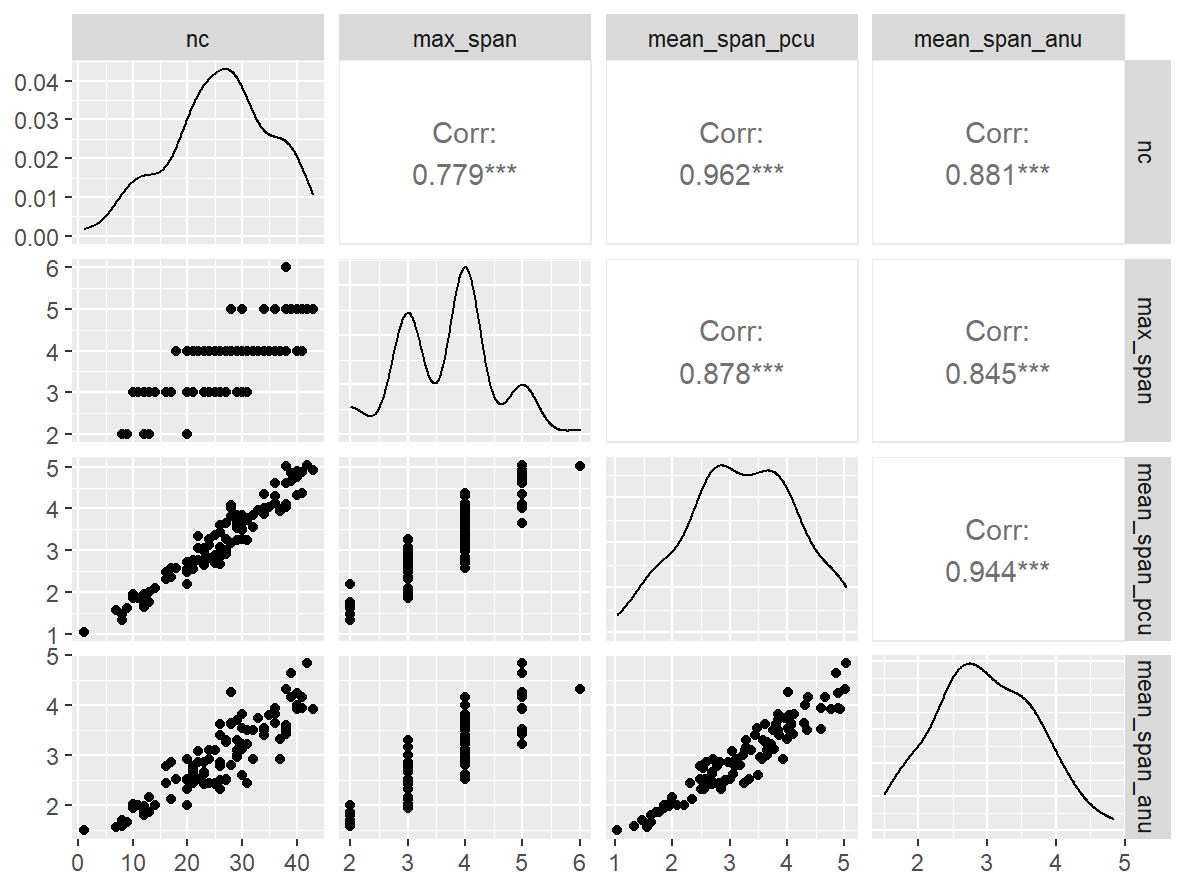 nc
max_span
mean_span_pcu
mean_span_anu
0.04
0.03
0.02
0.01
0.00
Corr:
0.779***
Corr:
0.962***
Corr:
0.881***
nc
6
5
4
3
2
Corr:
0.878***
Corr:
0.845***
max_span
5
4
3
2
1
Corr:
0.944***
mean_span_pcu
5
4
3
2
mean_span_anu
0 10 20 30 40
2 3 4 5 6
1 2 3 4 5
2 3 4 5